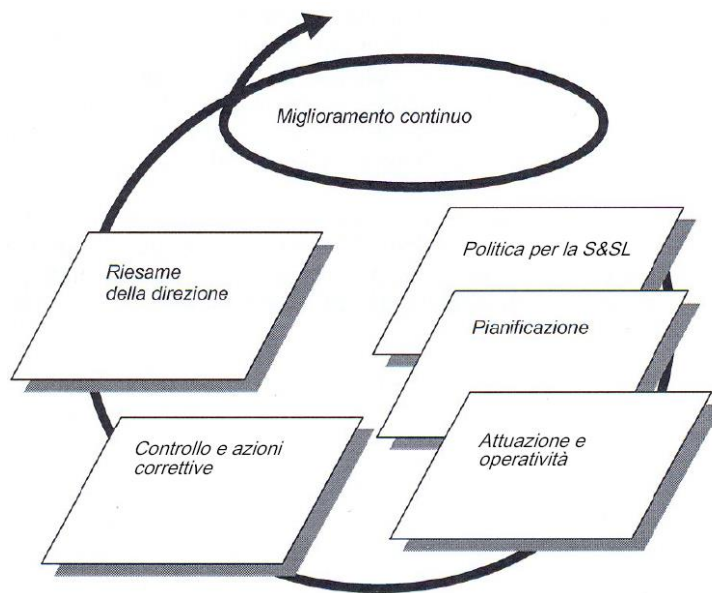 Miglioramento continuo
Politica per la S&SL
Riesame
della direzione
Pianificazione
Attuazione e
operatività
Controllo e azioni
correttive